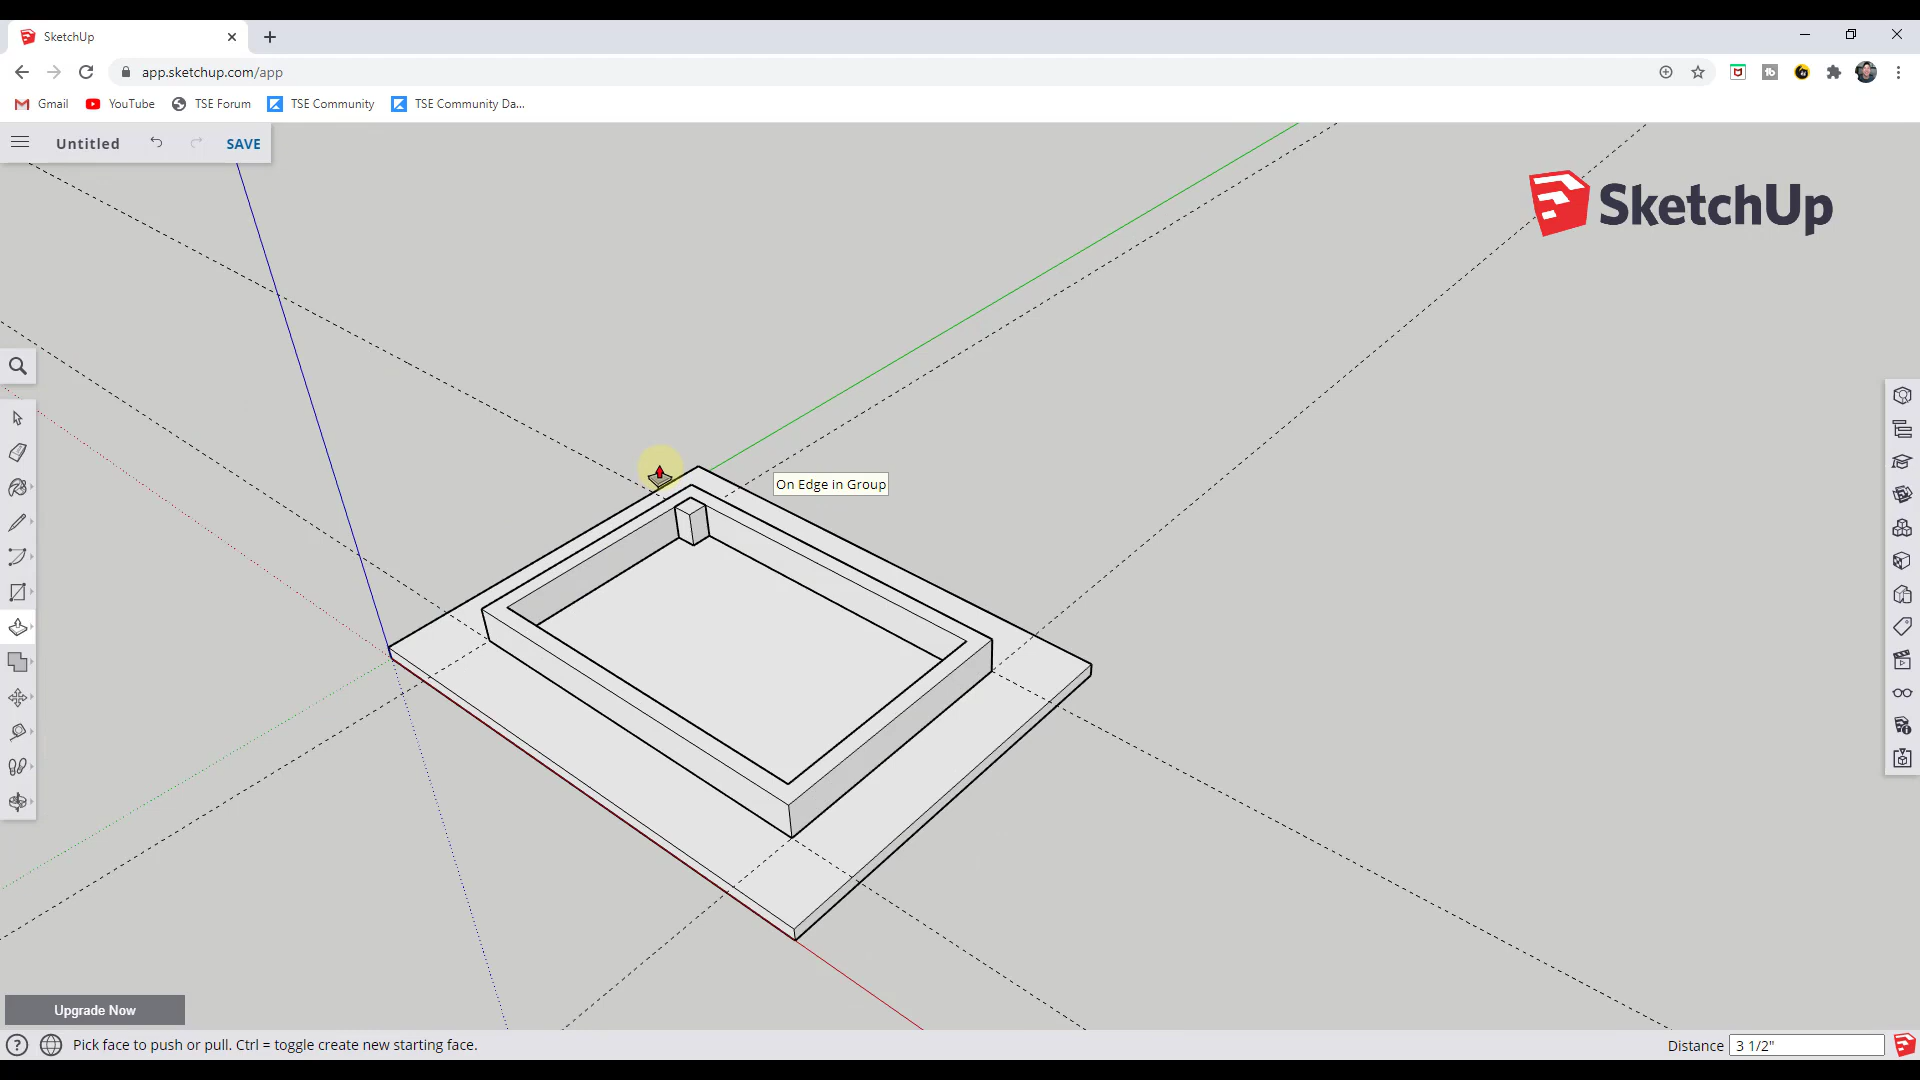 SketchUp
app.sketchup.com/app
Gmail
YouTube
TSE Forum
TSE Community
TSE Community Da...
Untitled
SAVE
SketchUp
On Edge in Group
Upgrade Now
Pick face to push or pull. Ctrl = toggle create new starting face.
Distance
3 1/2"